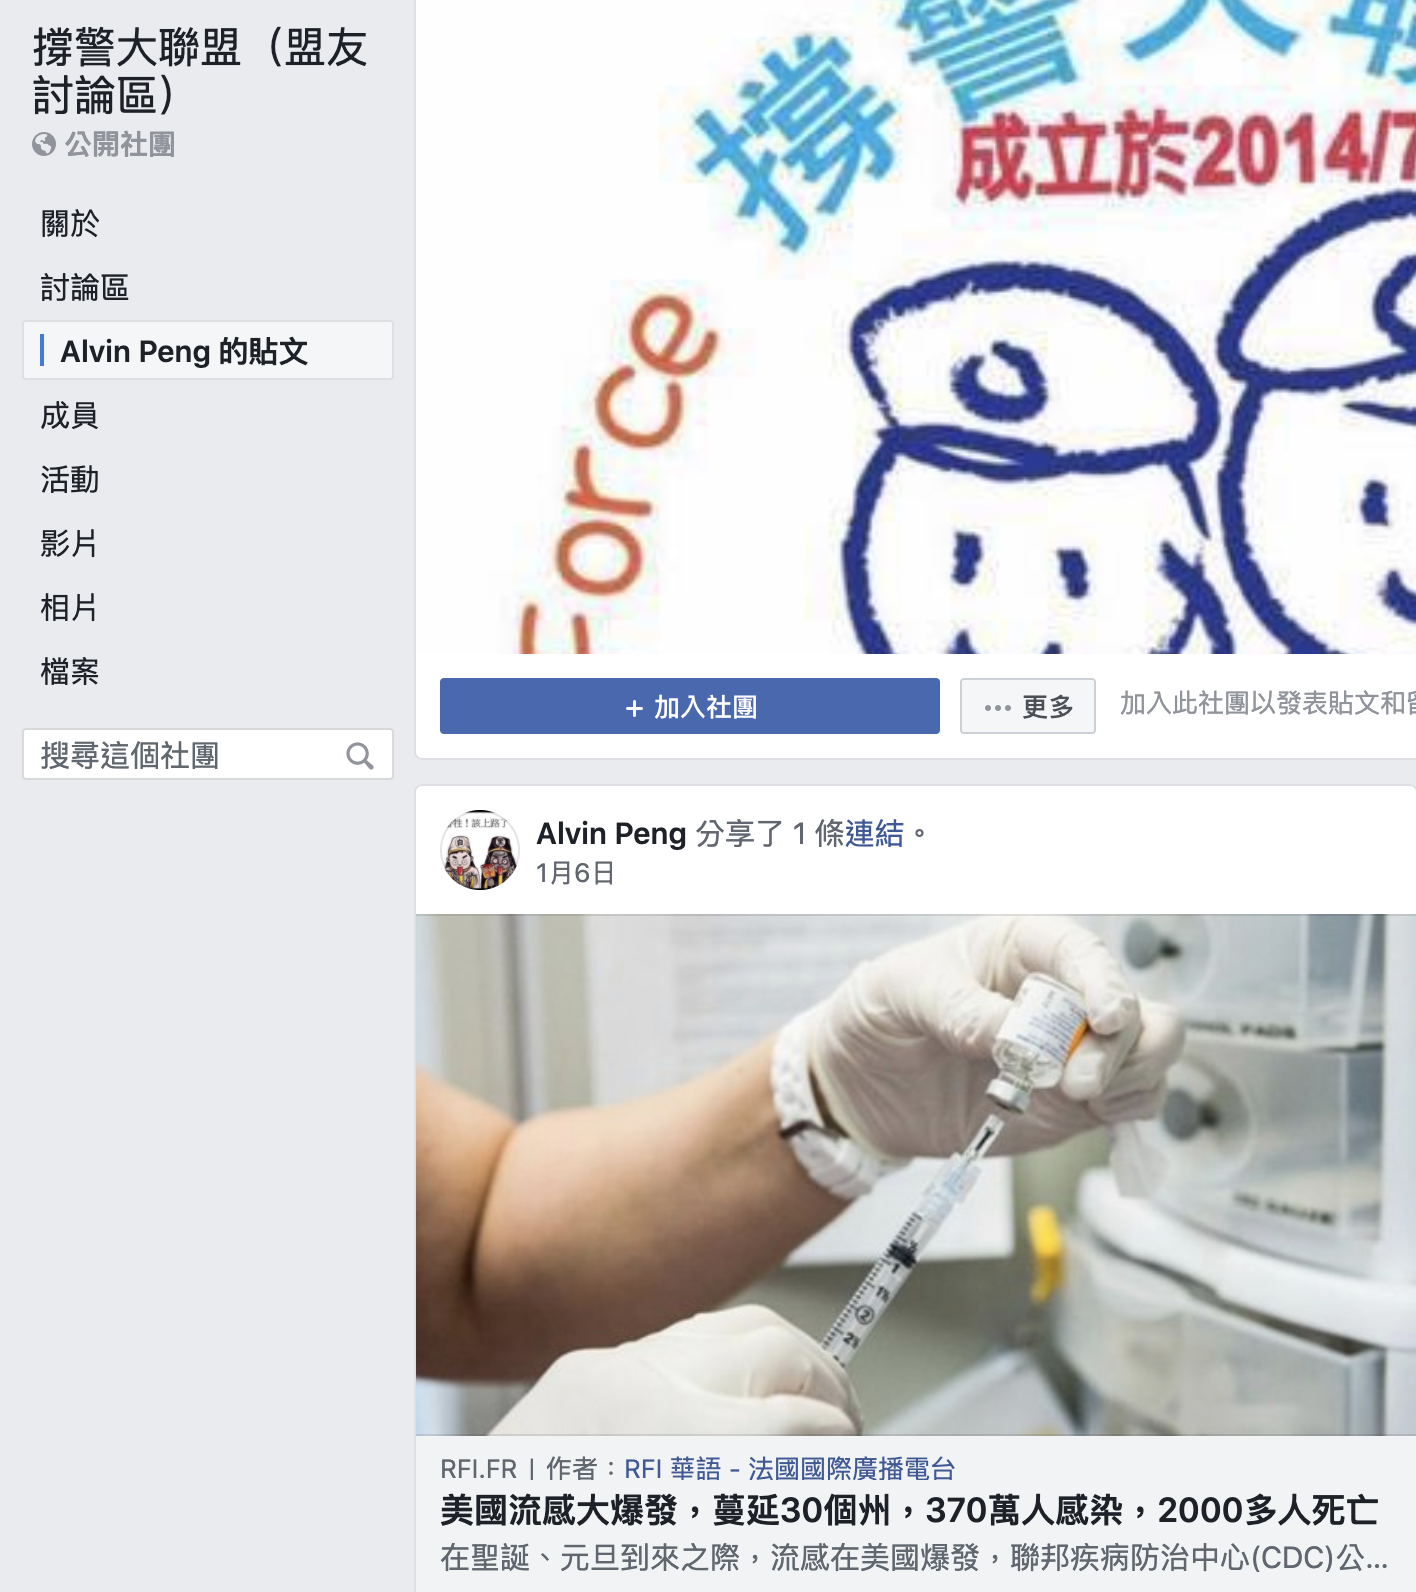 撐警大聯盟（盟友
討論區）
公開社團
關於
討論區
Alvin Peng 的貼文
成員
活動
影片
相片
檔案
搜尋這個社團
撐警大
成立於2014/7
Force
+ 加入社團
更多
加入此社團以發表貼文和
Alvin Peng 分享了 1 條連結。
1月6日
RFI.FR | 作者：RFI 華語 - 法國國際廣播電台
美國流感大爆發，蔓延30個州，370萬人感染，2000多人死亡
在聖誕、元旦到來之際，流感在美國爆發，聯邦疾病防治中心(CDC)公...